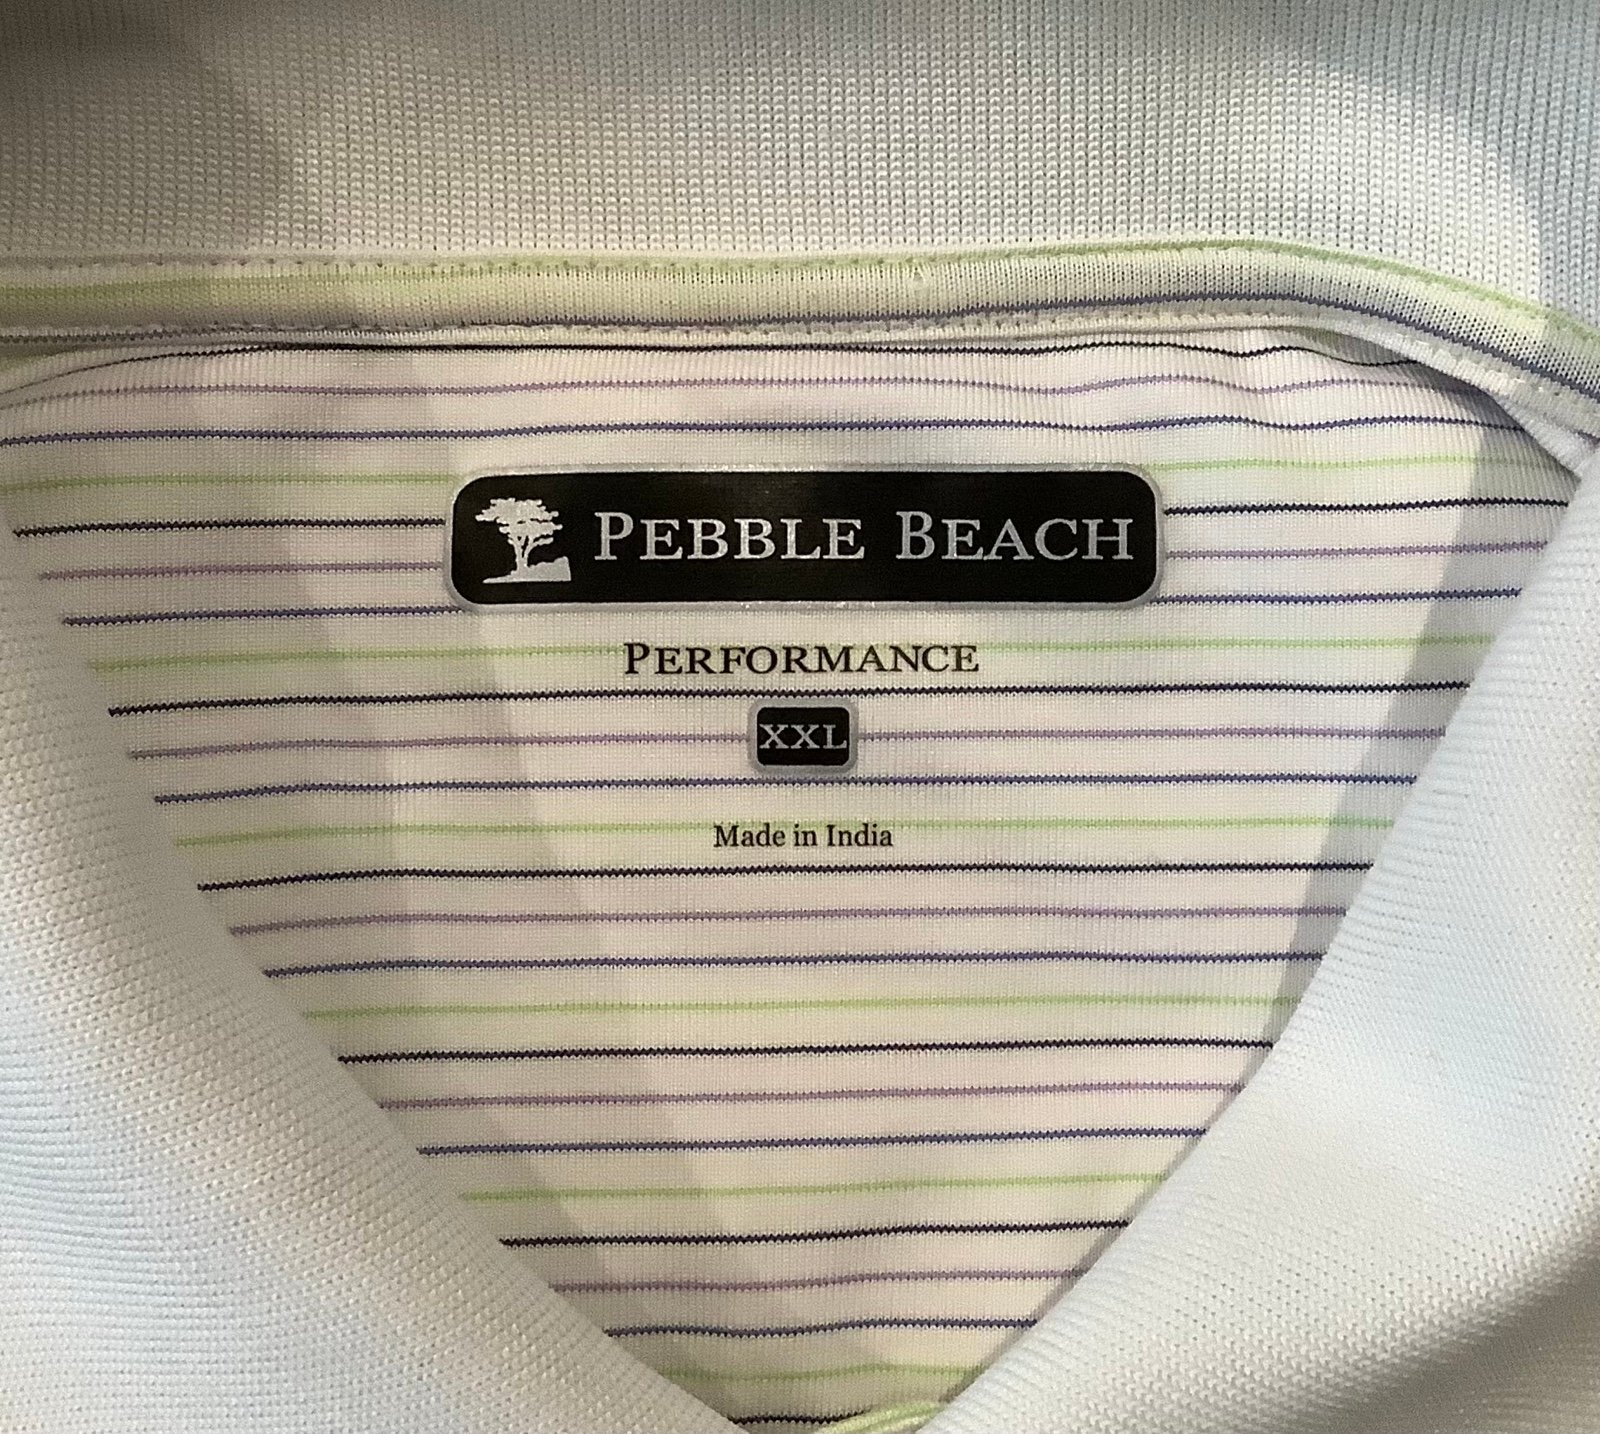 PEBBLE BEACH
PERFORMANCE
XXL
Made in India